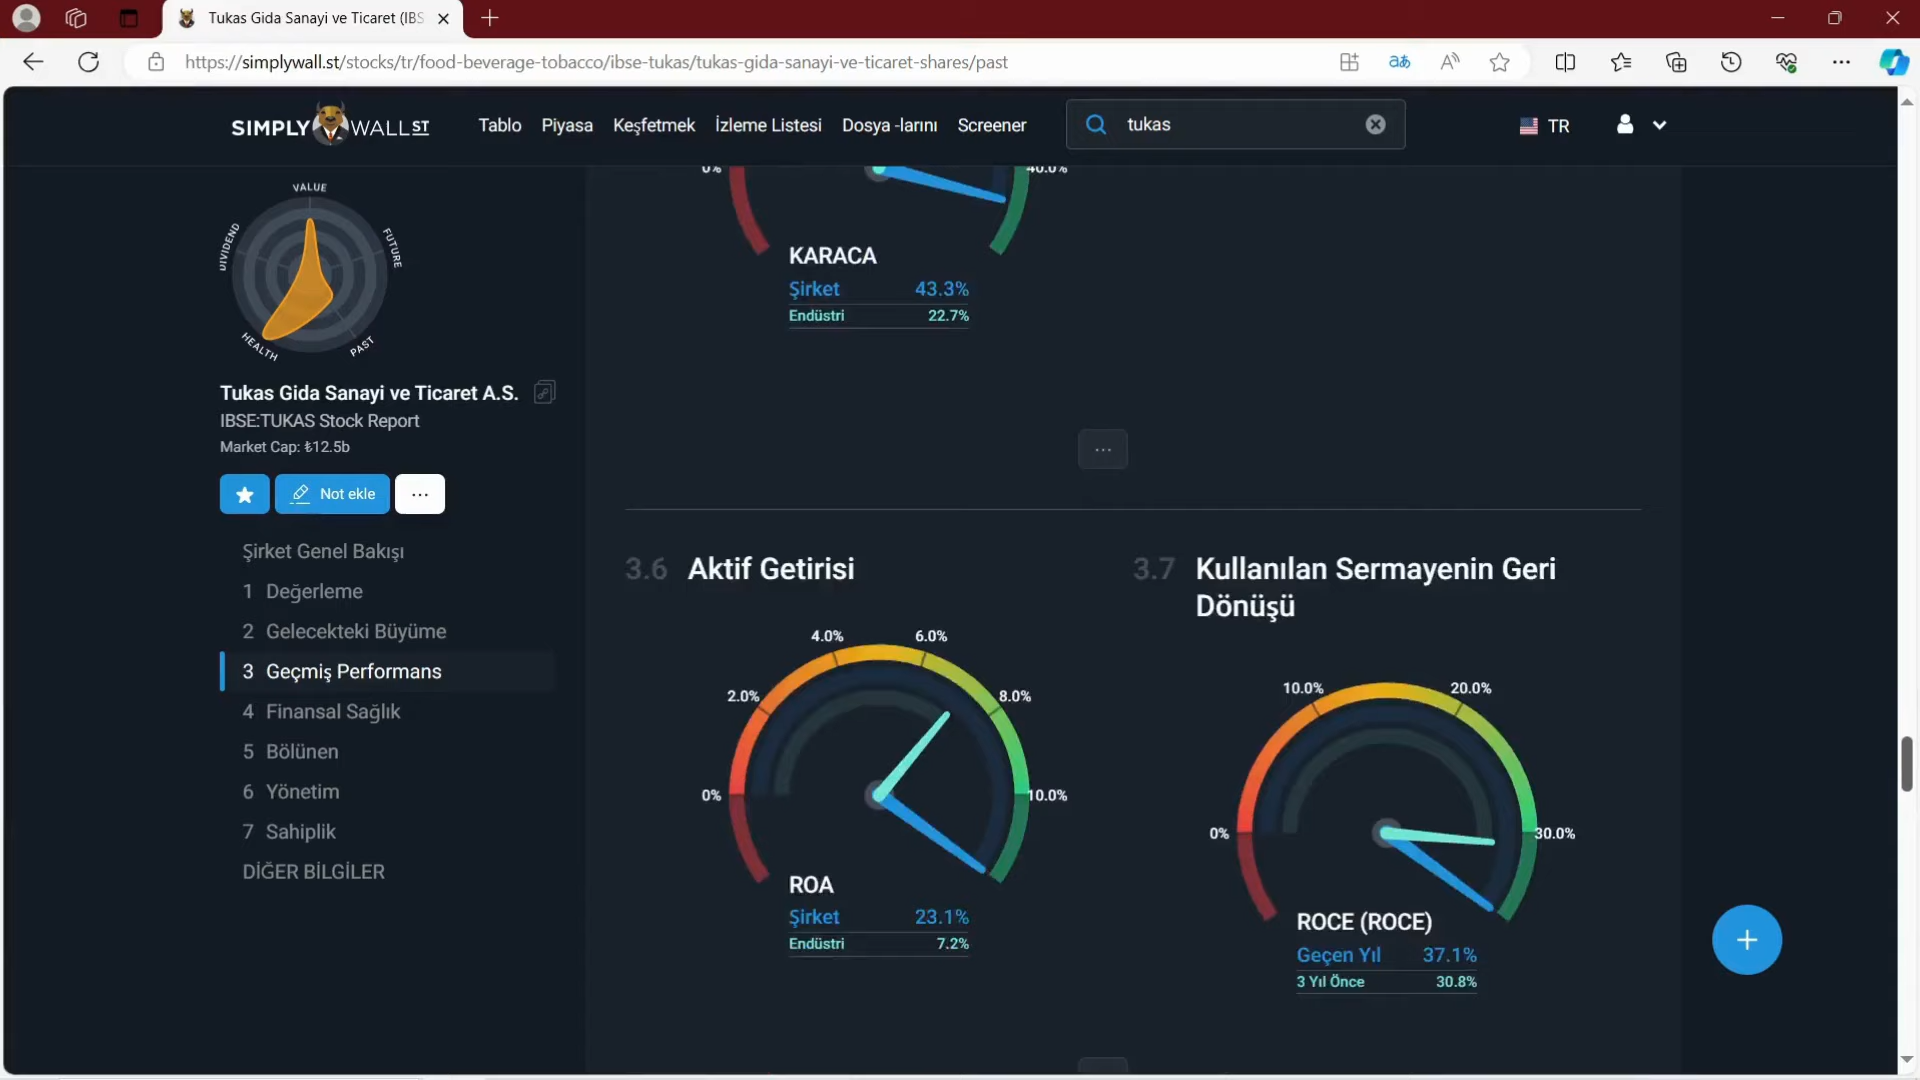 Tukas Gida Sanayi ve Ticaret (IBS
https://simplywall.st/stocks/tr/food-beverage-tobacco/ibse-tukas/tukas-gida-sanayi-ve-ticaret-shares/past
SIMPLY WALL ST
Tablo
Piyasa
Keşfetmek
İzleme Listesi
Dosya -larını
Screener
tukas
TR
VALUE
FUTURE
PAST
HEALTH
DIVIDEND
Tukas Gida Sanayi ve Ticaret A.S.
IBSE:TUKAS Stock Report
Market Cap: ₺12.5b
Not ekle
Şirket Genel Bakışı
1 Değerleme
2 Gelecekteki Büyüme
3 Geçmiş Performans
4 Finansal Sağlık
5 Bölünen
6 Yönetim
7 Sahiplik
DİĞER BİLGİLER
0%
40.0%
KARACA
Şirket 43.3%
Endüstri 22.7%
3.6 Aktif Getirisi
0%
2.0%
4.0%
6.0%
8.0%
10.0%
ROA
Şirket 23.1%
Endüstri 7.2%
3.7 Kullanılan Sermayenin Geri
Dönüşü
0%
10.0%
20.0%
30.0%
ROCE (ROCE)
Geçen Yıl 37.1%
3 Yıl Önce 30.8%